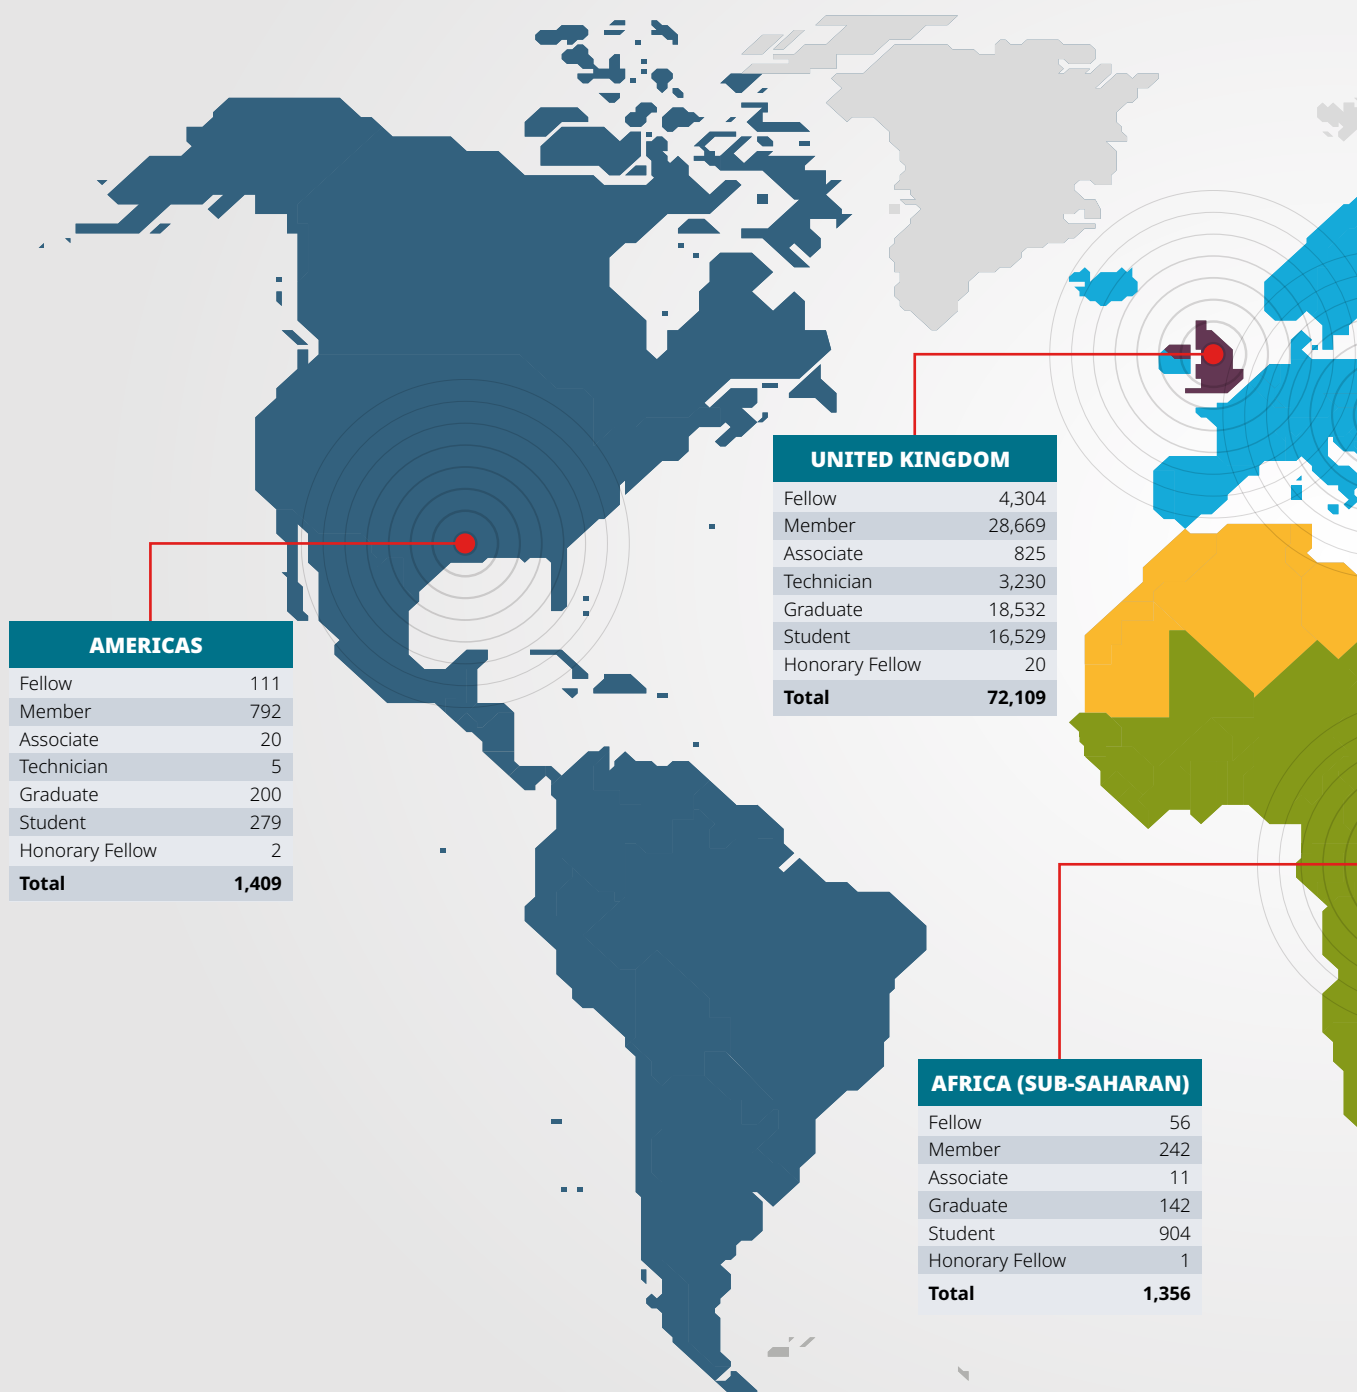 UNITED KINGDOM
Fellow 4,304
Member 28,669
Associate 825
Technician 3,230
Graduate 18,532
Student 16,529
Honorary Fellow 20
Total 72,109
AMERICAS
Fellow 111
Member 792
Associate 20
Technician 5
Graduate 200
Student 279
Honorary Fellow 2
Total 1,409
AFRICA (SUB-SAHARAN)
Fellow 56
Member 242
Associate 11
Graduate 142
Student 904
Honorary Fellow 1
Total 1,356